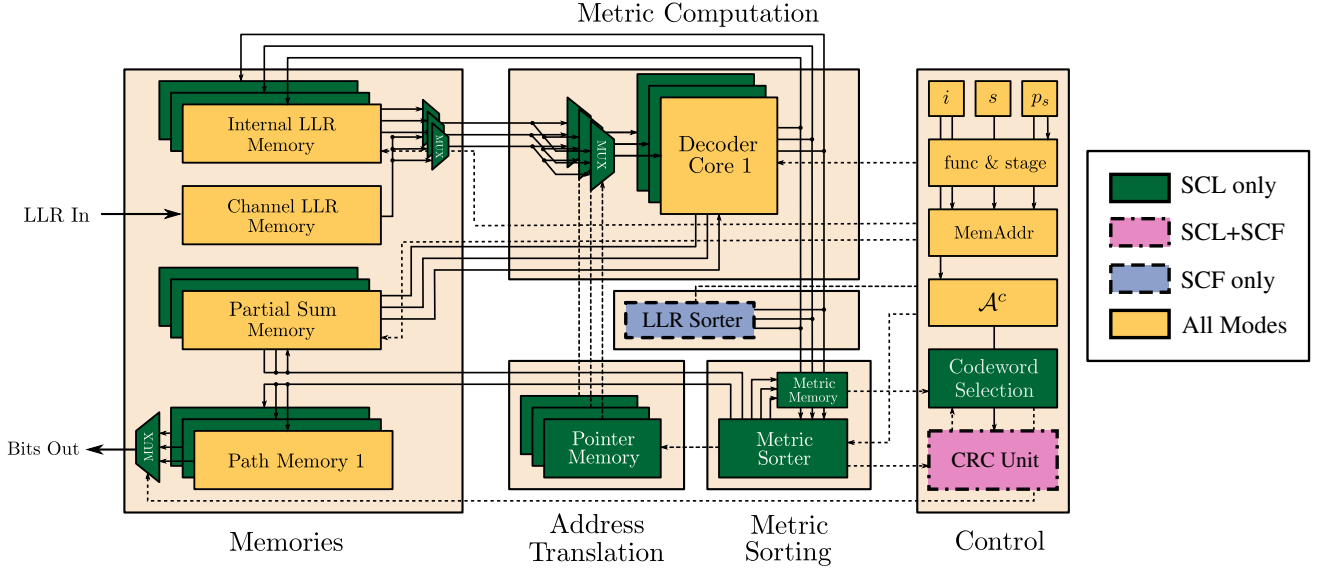 Metric Computation
Internal LLR
Memory
MUX
Channel LLR
Memory
LLR In
Partial Sum
Memory
MUX
Path Memory 1
Bits Out
Memories
MUX
Decoder
Core 1
LLR Sorter
Pointer
Memory
Address
Translation
Metric
Memory
Metric
Sorter
Metric
Sorting
i
s
p_s
func & stage
MemAddr
𝒜^c
Codeword
Selection
CRC Unit
Control
SCL only
SCL+SCF
SCF only
All Modes